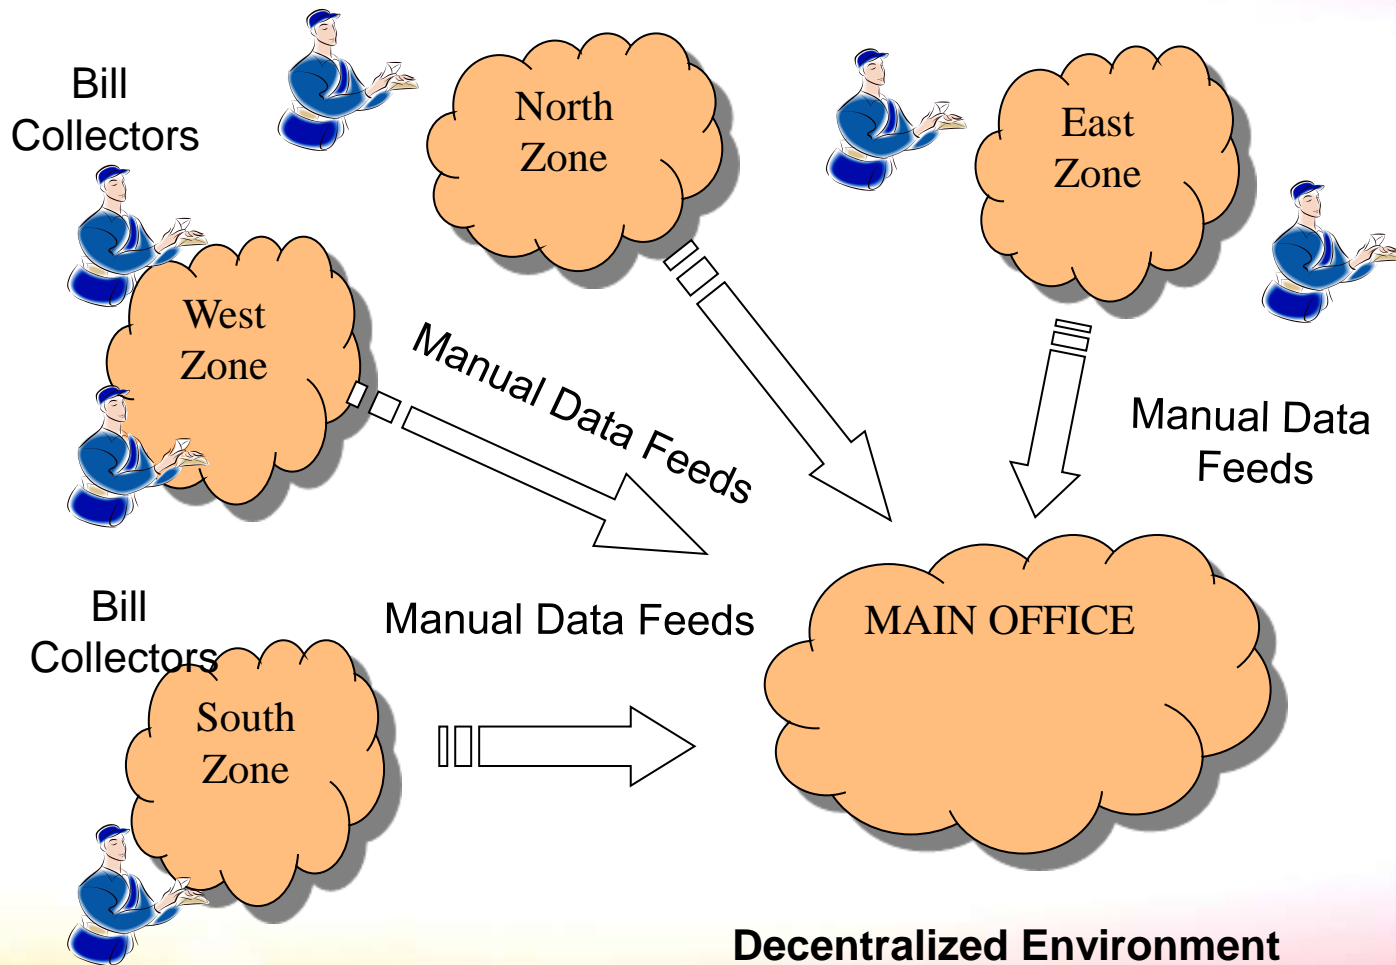 Bill
Collectors
North
Zone
East
Zone
West
Zone
Manual Data Feeds
Manual Data
Feeds
Bill
Collectors
Manual Data Feeds
MAIN OFFICE
South
Zone
Decentralized Environment